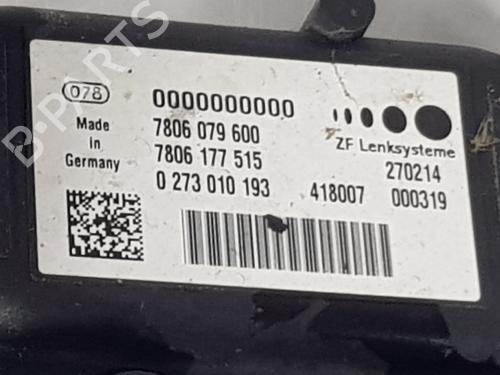 078
0000000000
Made
in
Germany
7806 079 600
7806 177 515
0 273 010 193
ZF Lenksysteme
270214
418007 000319
B-PARTS